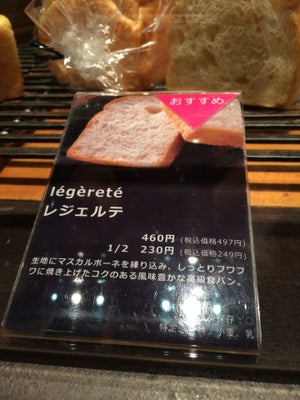 おすすめ
légèreté
レジェルテ
460円 (税込価格497円)
1/2 230円 (税込価格249円)
生地にマスカルポーネを練り込み、しっとりフワフ
ワに焼き上げたコクのある風味豊かな高級食パン。